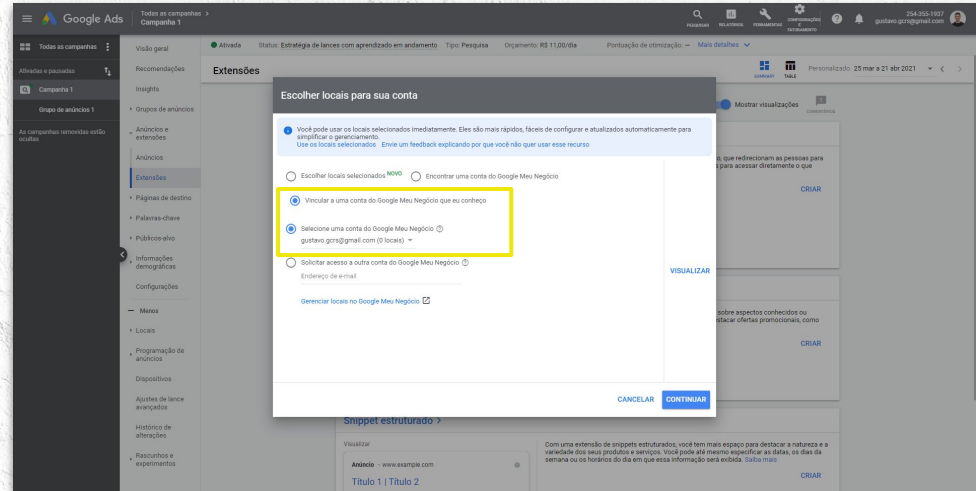 Google Ads
Todas as campanhas >
Campanha 1
PESQUISAR
RELATÓRIOS
FERRAMENTAS
CONFIGURAÇÕES
E
FATURAMENTO
254-355-1937
gustavo.gcrs@gmail.com
Todas as campanhas
Ativadas e pausadas
Campanha 1
Grupo de anúncios 1
As campanhas removidas estão
ocultas
Visão geral
Recomendações
Insights
Grupos de anúncios
Anúncios e
extensões
Anúncios
Extensões
Páginas de destino
Palavras-chave
Públicos-alvo
Informações
demográficas
Configurações
Menos
Locais
Programação de
anúncios
Dispositivos
Ajustes de lance
avançados
Histórico de
alterações
Rascunhos e
experimentos
Ativada Status: Estratégia de lances com aprendizado em andamento Tipo: Pesquisa Orçamento: R$ 11,00/dia Pontuação de otimização: – Mais detalhes
Extensões
SUMMARY
TABLE
Personalizado 25 mar a 21 abr 2021
Mostrar visualizações
Escolher locais para sua conta
Você pode usar os locais selecionados imediatamente. Eles são mais rápidos, fáceis de configurar e atualizados automaticamente para
simplificar o gerenciamento.
Use os locais selecionados Envie um feedback explicando por que você não quer usar esse recurso
Escolher locais selecionados NOVO Encontrar uma conta do Google Meu Negócio
Vincular a uma conta do Google Meu Negócio que eu conheço
Selecione uma conta do Google Meu Negócio
gustavo.gcrs@gmail.com (0 locais)
Solicitar acesso a outra conta do Google Meu Negócio
Endereço de e-mail
Gerenciar locais no Google Meu Negócio
VISUALIZAR
CANCELAR CONTINUAR
o, que redirecionam as pessoas para
para acessar diretamente o que
CRIAR
sobre aspectos conhecidos ou
estacar ofertas promocionais, como
CRIAR
Snippet estruturado >
Visualizar
Anúncio - www.example.com
Título 1 | Título 2
Com uma extensão de snippets estruturados, você tem mais espaço para destacar a natureza e a
variedade dos seus produtos e serviços. Você pode até mesmo especificar as datas, os dias da
semana ou os horários do dia em que essa informação será exibida. Saiba mais
CRIAR